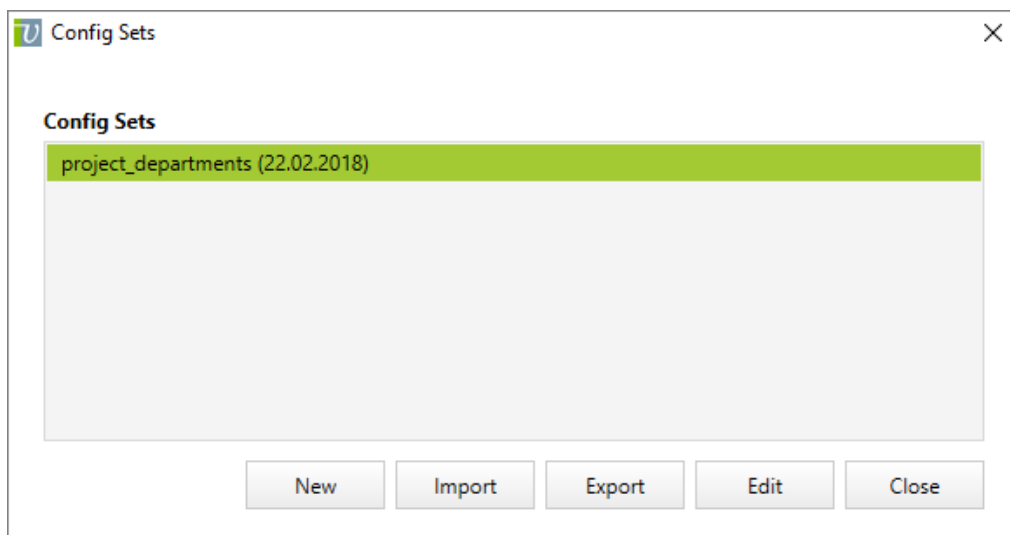 Config Sets
Config Sets
project_departments (22.02.2018)
New Import Export Edit Close